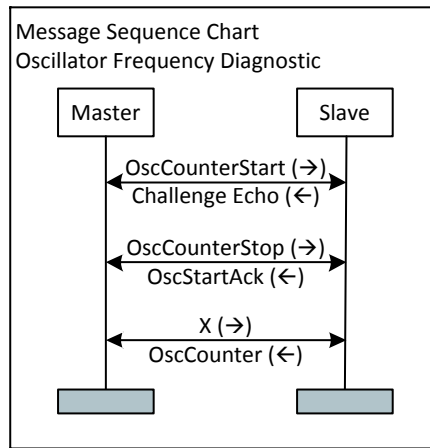 Message Sequence Chart
Oscillator Frequency Diagnostic
Master
Slave
OscCounterStart (→)
Challenge Echo (←)
OscCounterStop (→)
OscStartAck (←)
X (→)
OscCounter (←)